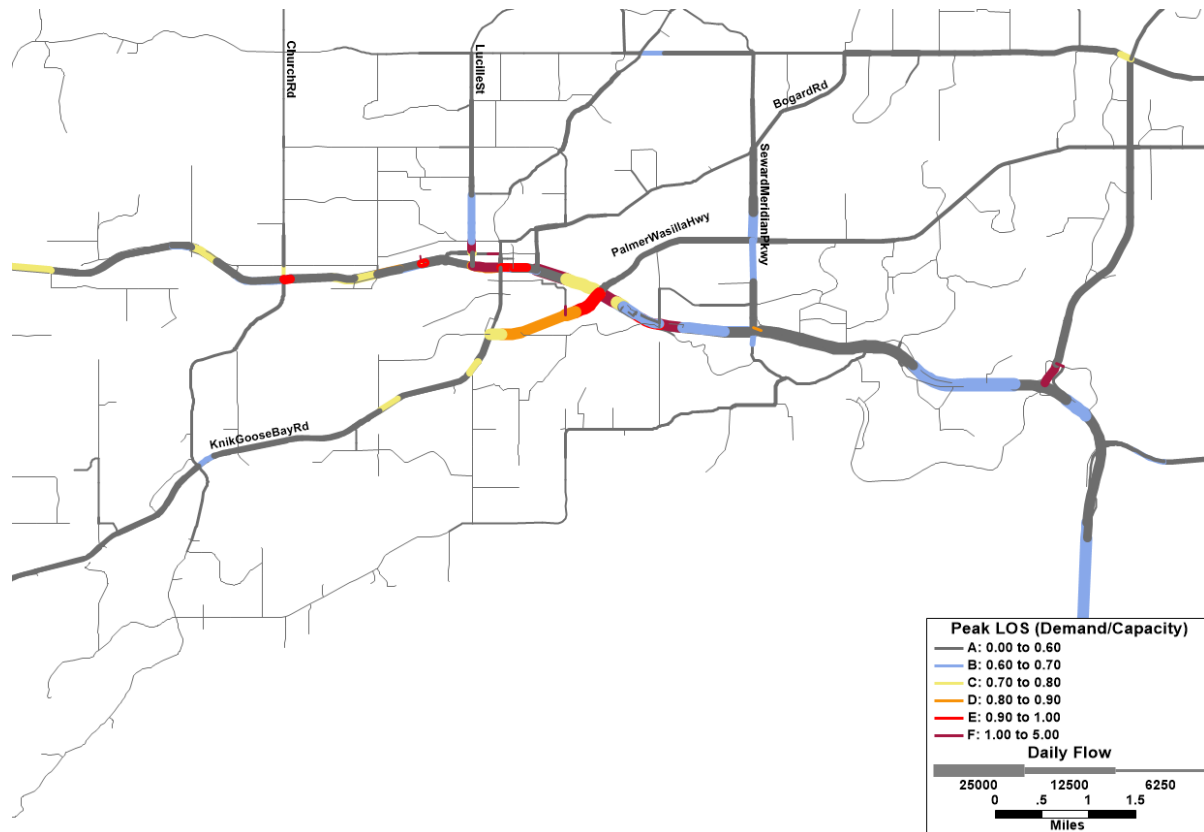 ChurchRd
LucilleSt
BogardRd
SewardMeridianPkwy
PalmerWasillaHwy
KnikGooseBayRd
Peak LOS (Demand/Capacity)
A: 0.00 to 0.60
B: 0.60 to 0.70
C: 0.70 to 0.80
D: 0.80 to 0.90
E: 0.90 to 1.00
F: 1.00 to 5.00
Daily Flow
25000 12500 6250
0 .5 1 1.5
Miles